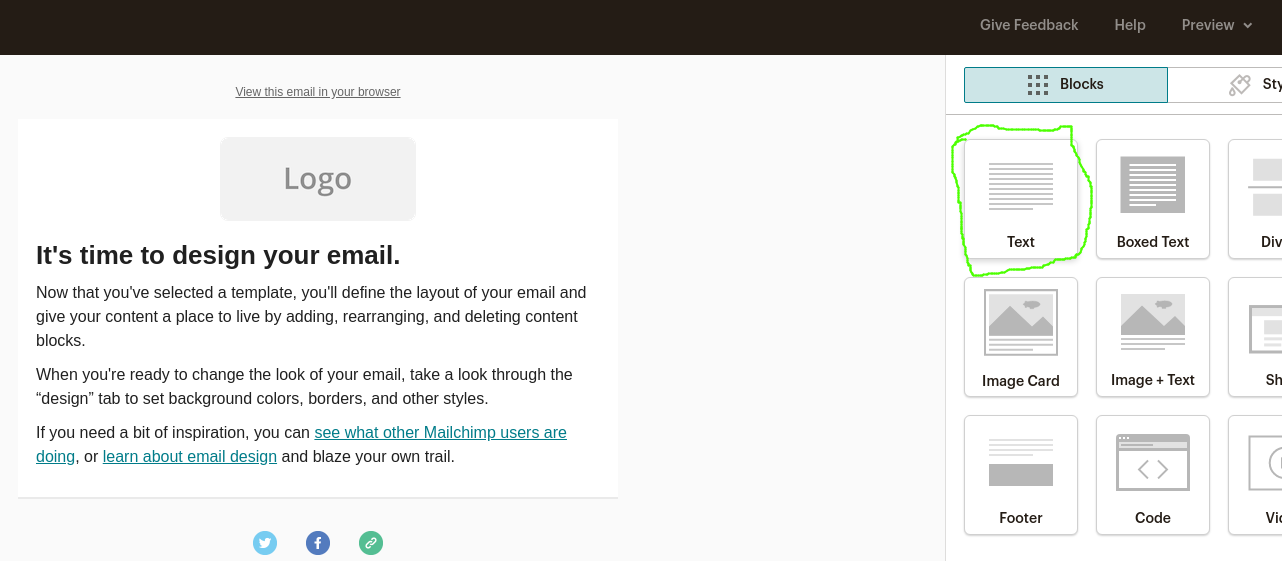 Give Feedback Help Preview
View this email in your browser
Blocks
Logo
It's time to design your email.
Now that you've selected a template, you'll define the layout of your email and
give your content a place to live by adding, rearranging, and deleting content
blocks.
When you're ready to change the look of your email, take a look through the
“design” tab to set background colors, borders, and other styles.
If you need a bit of inspiration, you can see what other Mailchimp users are
doing, or learn about email design and blaze your own trail.
Text Boxed Text
Image Card Image + Text
Footer Code